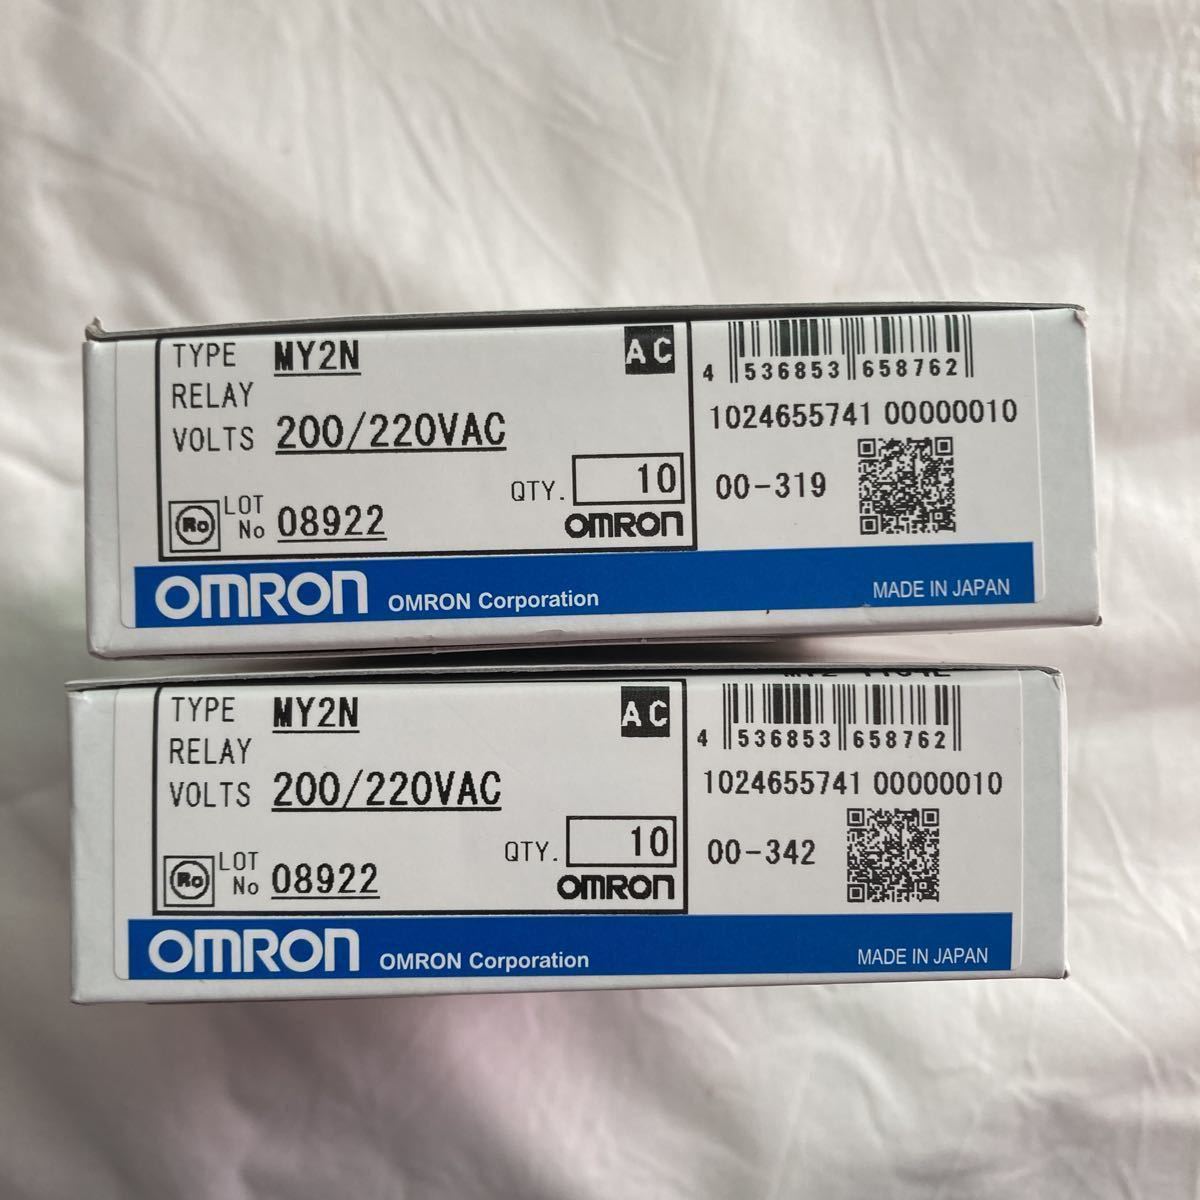 TYPE MY2N AC
RELAY
VOLTS 200/220VAC
QTY. 10
Ro LOT No 08922
OMRON
4 536853 658762
1024655741 00000010
00-319
OMRON OMRON Corporation MADE IN JAPAN
TYPE MY2N AC
RELAY
VOLTS 200/220VAC
QTY. 10
Ro LOT No 08922
OMRON
4 536853 658762
1024655741 00000010
00-342
OMRON OMRON Corporation MADE IN JAPAN